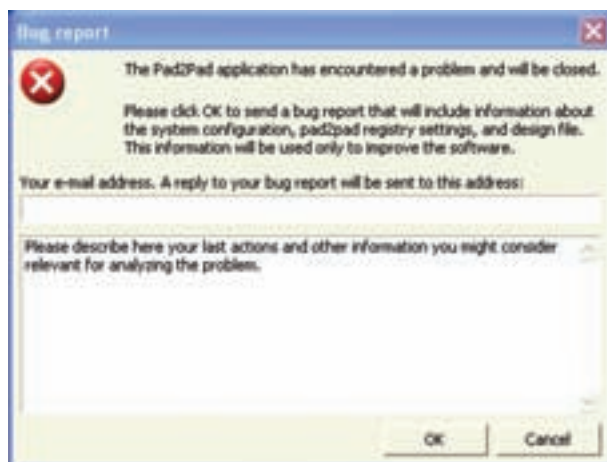 Bug report
The Pad2Pad application has encountered a problem and will be closed.
Please click OK to send a bug report that will include information about
the system configuration, pad2pad registry settings, and design file.
This information will be used only to improve the software.
Your e-mail address. A reply to your bug report will be sent to this address:
Please describe here your last actions and other information you might consider
relevant for analyzing the problem.
OK
Cancel